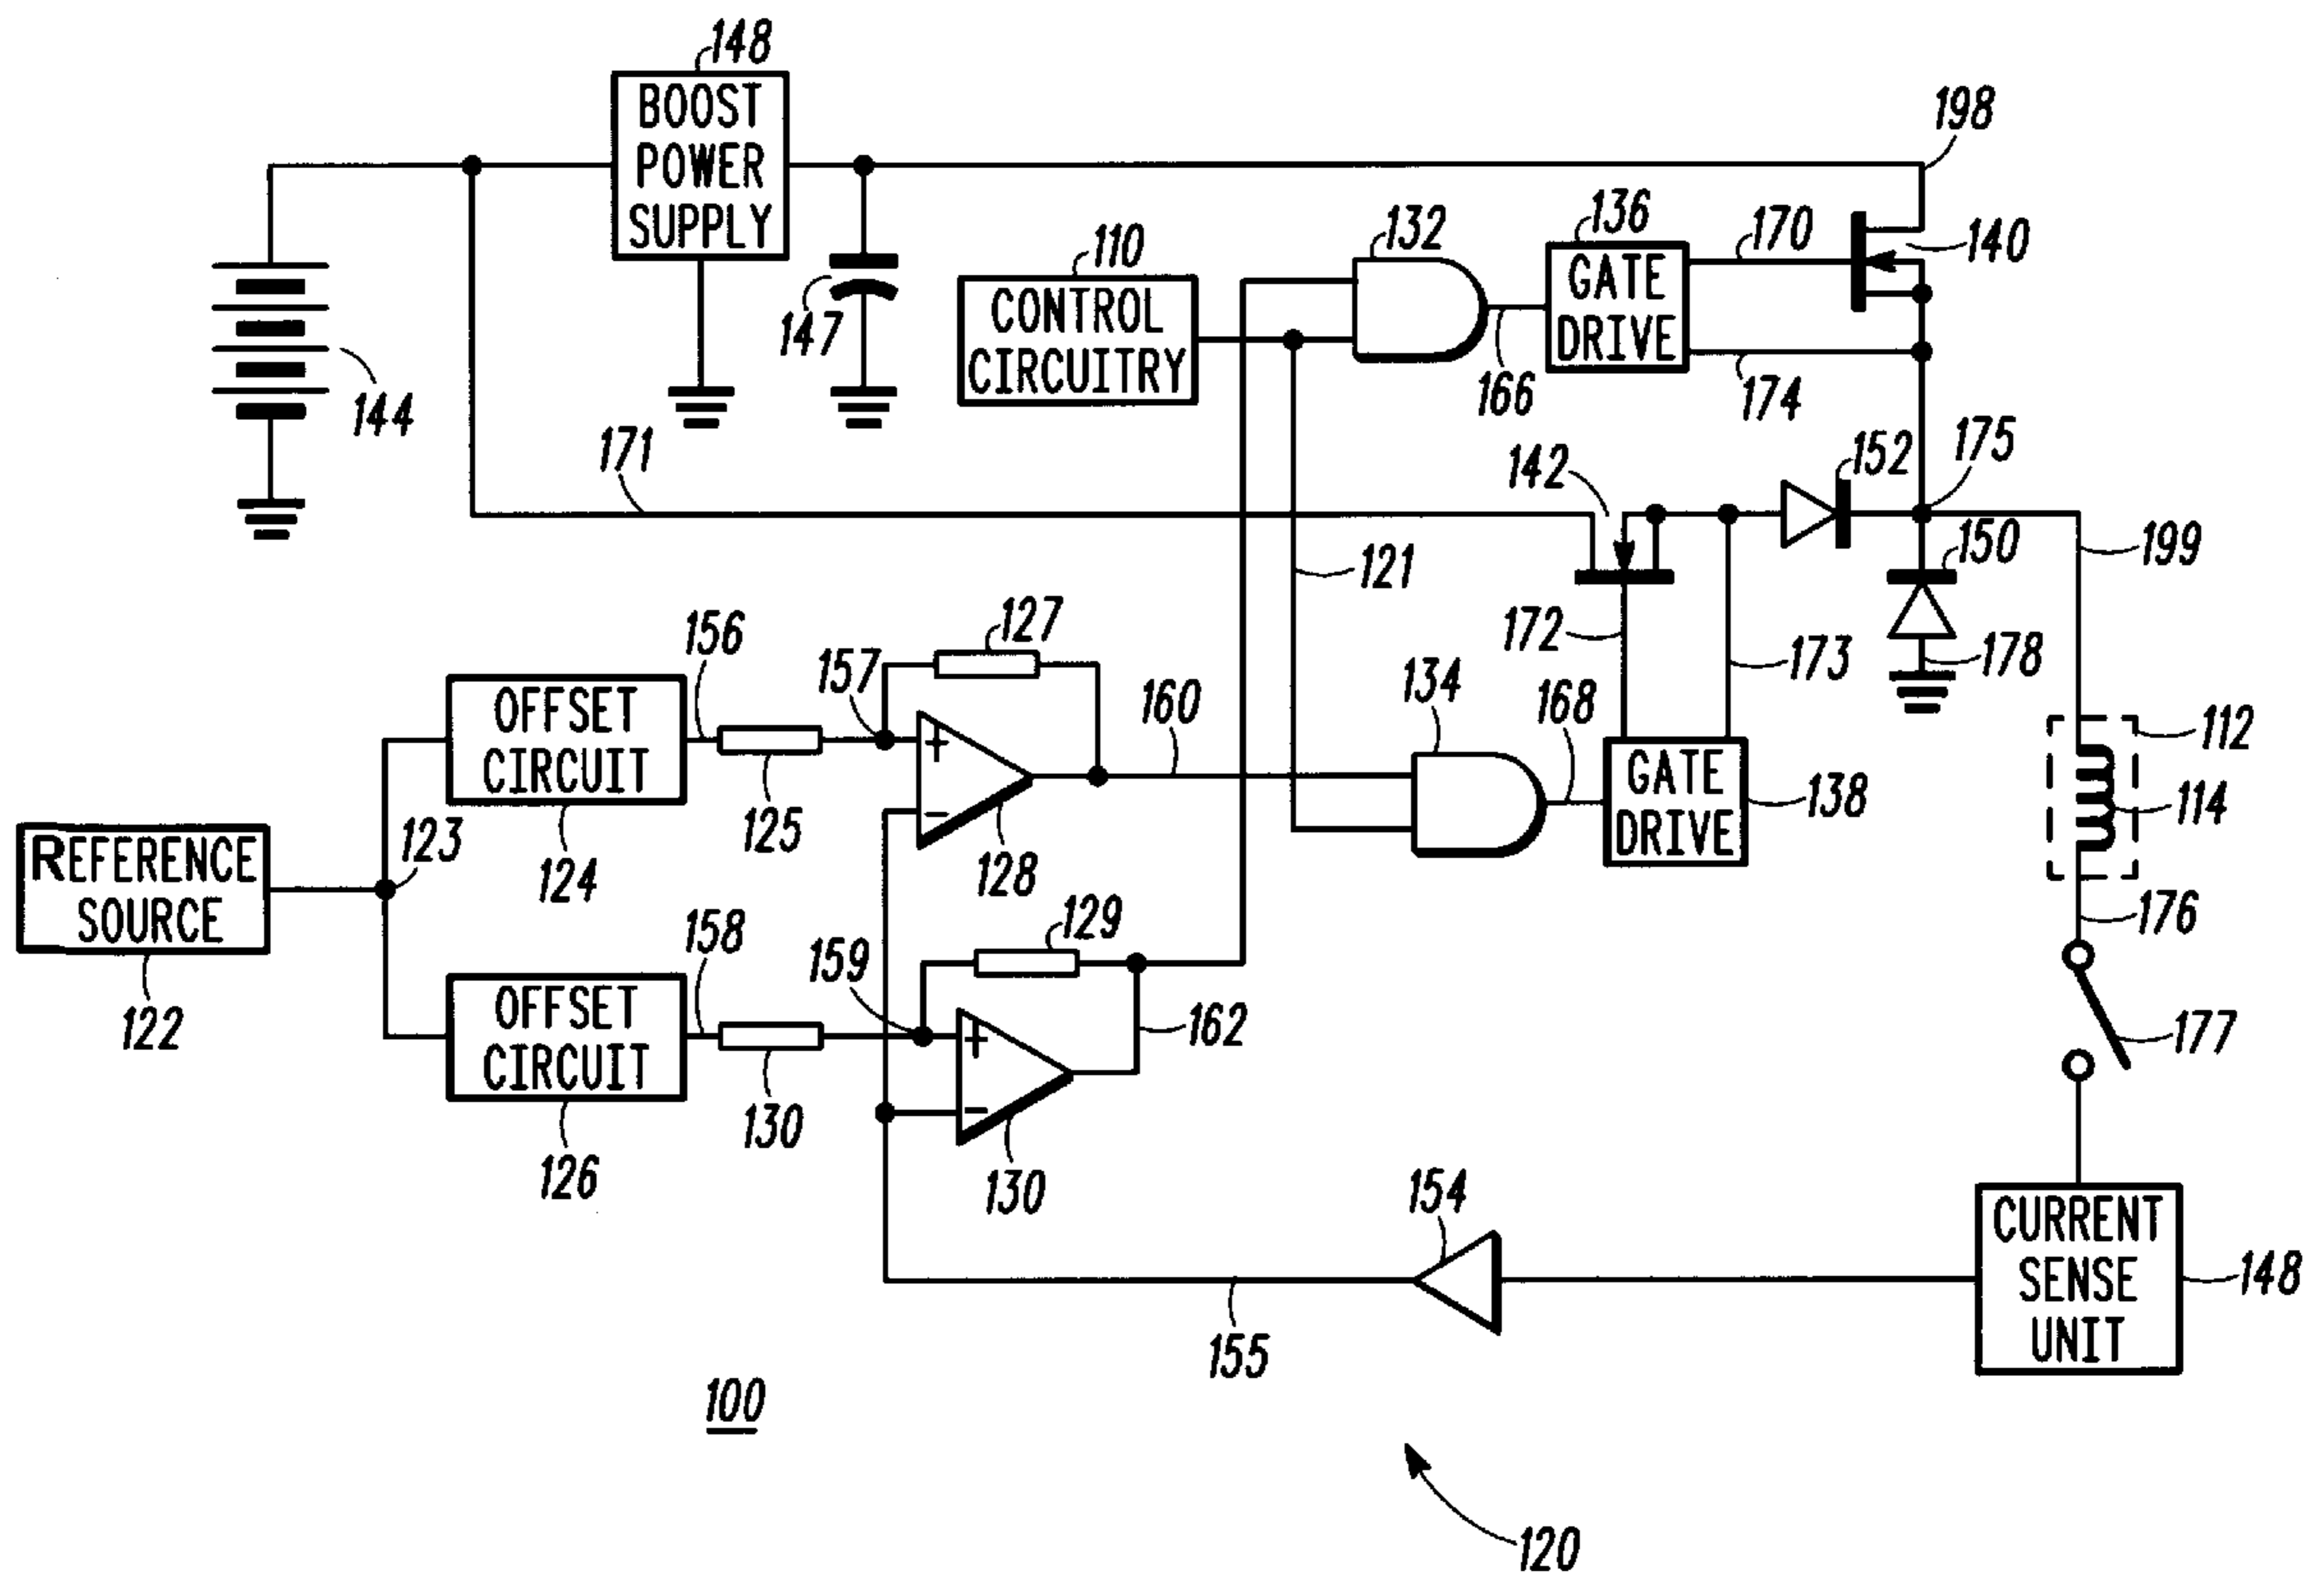 148
BOOST
POWER
SUPPLY
198
110
132
136
170
140
CONTROL
CIRCUITRY
GATE
DRIVE
147
144
166
174
171
142
152
175
150
121
199
172
173
178
156
157
127
160
134
168
112
OFFSET
CIRCUIT
+
-
GATE
DRIVE
138
114
123
124
125
128
REFERENCE
SOURCE
122
158
159
129
176
OFFSET
CIRCUIT
+
-
162
177
126
130
130
154
CURRENT
SENSE
UNIT
148
155
100
120